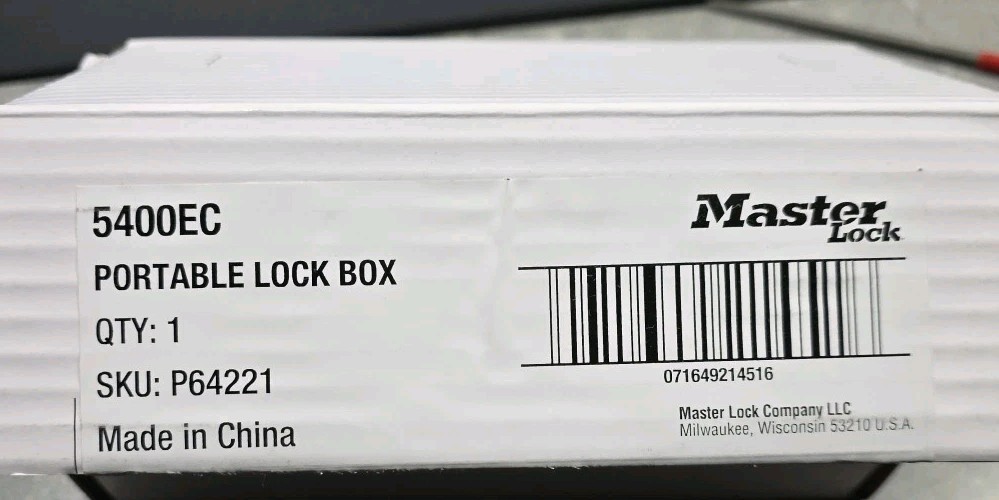 5400EC
PORTABLE LOCK BOX
QTY: 1
SKU: P64221
Made in China
Master
Lock
071649214516
Master Lock Company LLC
Milwaukee, Wisconsin 53210 U.S.A.